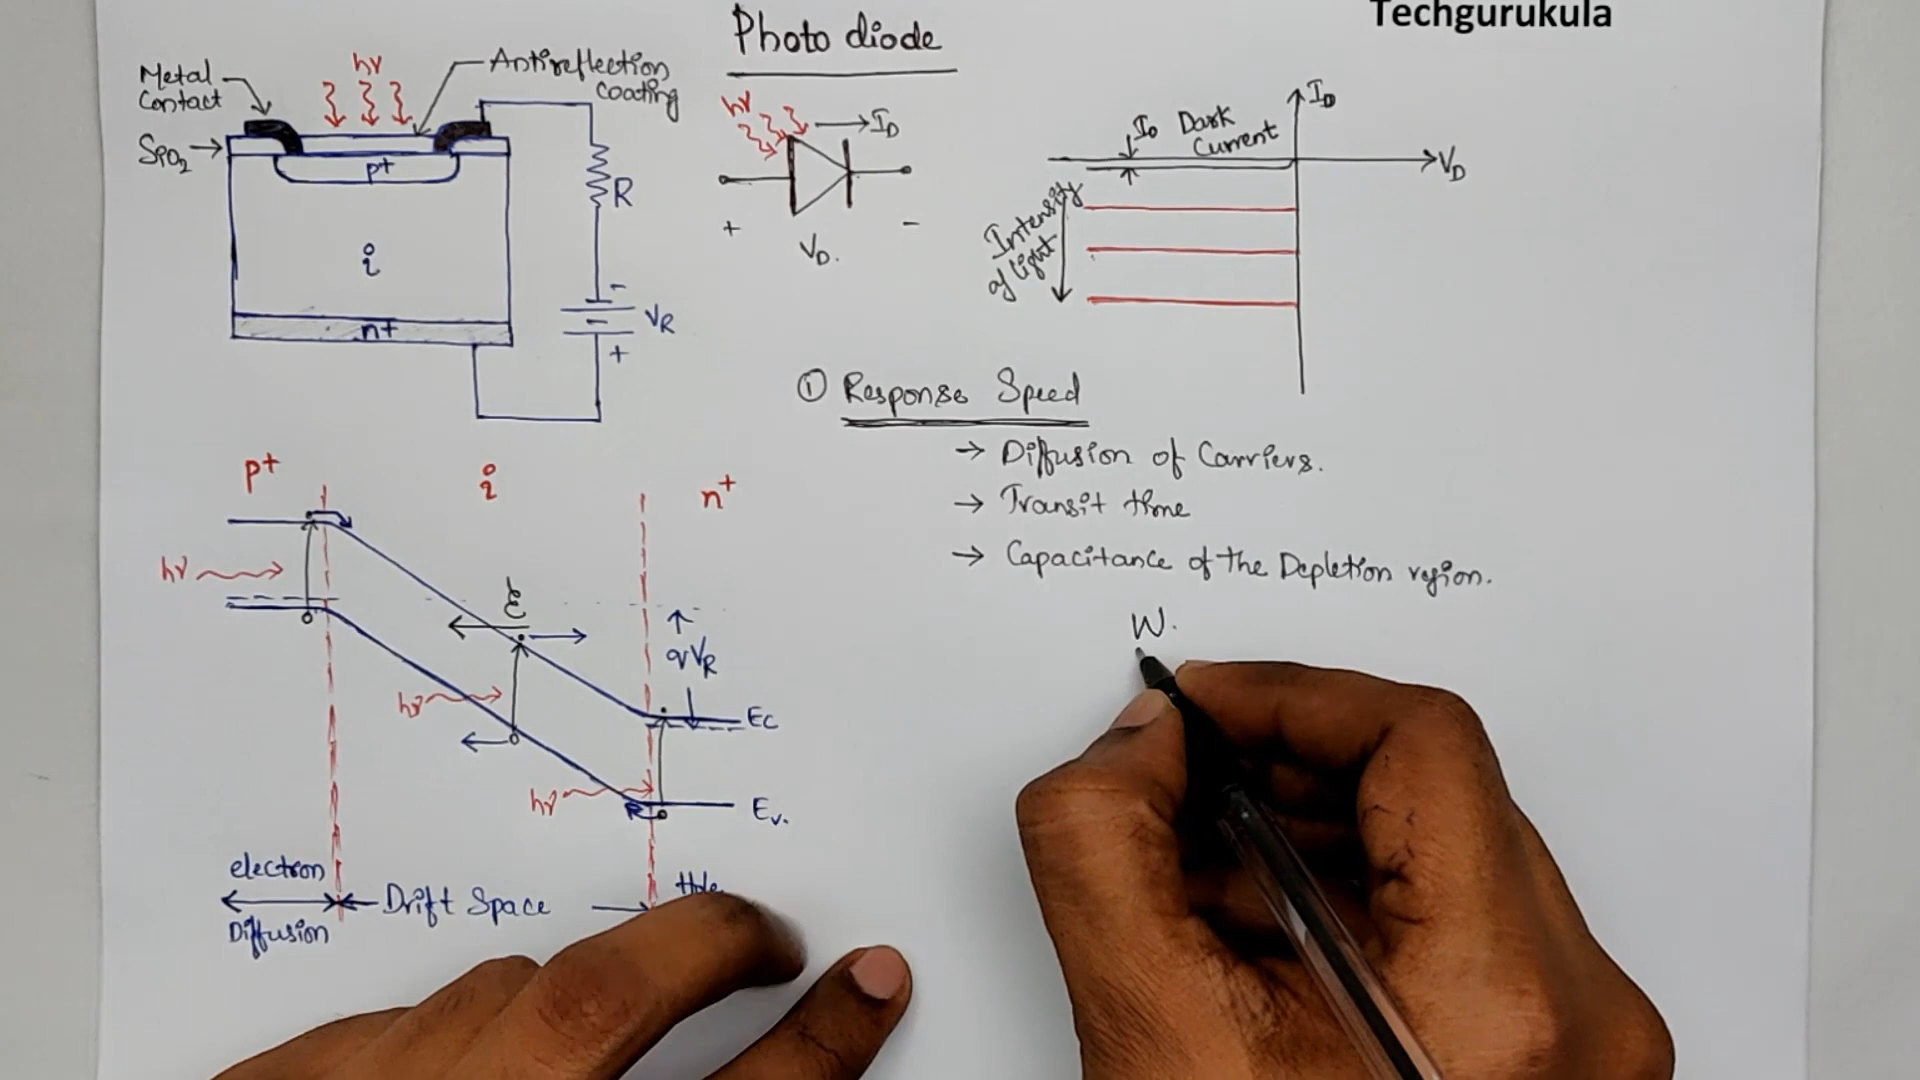 Techgurukula
Photo diode
Metal
Contact
hν
Antireflection
coating
SiO2
p+
i
n+
R
-
VR
+
hν
ID
+
VD.
-
ID
I0 Dark
Current
VD
Intensity
of light
① Response Speed
→ Diffusion of Carriers.
→ Transit time
→ Capacitance of the Depletion region.
W.
p+
i
n+
hν
ℰ
qVR
hν
EC
hν
Ev.
electron
Diffusion
Drift Space
Hole